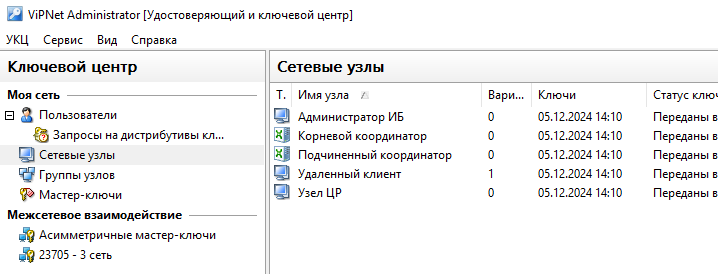 ViPNet Administrator [Удостоверяющий и ключевой центр]
УКЦ Сервис Вид Справка
Ключевой центр
Моя сеть
Пользователи
Запросы на дистрибутивы кл...
Сетевые узлы
Группы узлов
Мастер-ключи
Межсетевое взаимодействие
Асимметричные мастер-ключи
23705 - 3 сеть
Сетевые узлы
Т. Имя узла Вари... Ключи Статус ключ
Администратор ИБ 0 05.12.2024 14:10 Переданы в
Корневой координатор 0 05.12.2024 14:10 Переданы в
Подчиненный координатор 0 05.12.2024 14:10 Переданы в
Удаленный клиент 1 05.12.2024 14:10 Переданы в
Узел ЦР 0 05.12.2024 14:10 Переданы в